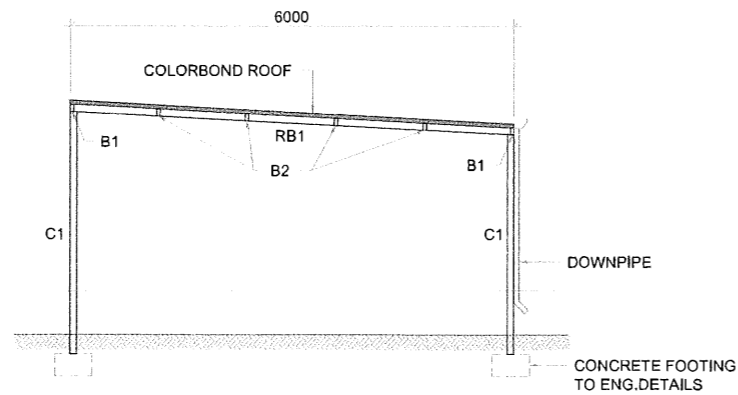 6000
COLORBOND ROOF
B1
RB1
B2
B1
C1
C1
DOWNPIPE
CONCRETE FOOTING
TO ENG.DETAILS